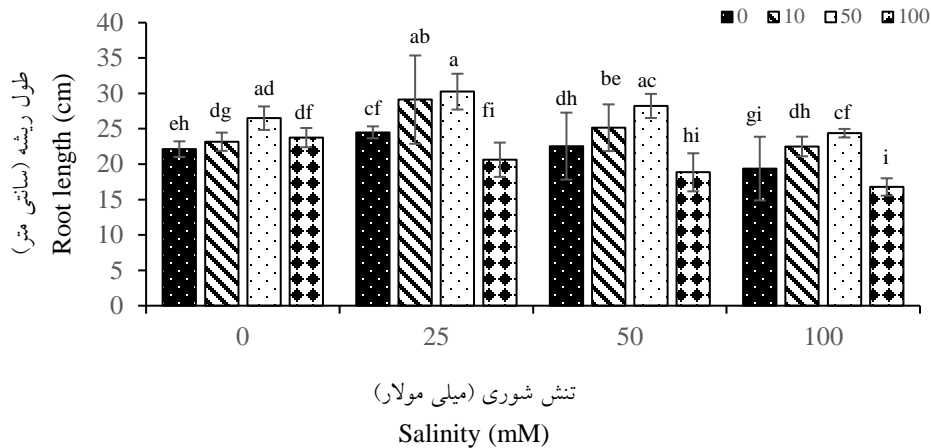 0 10 50 100
طول ریشه (سانتی متر)
Root length (cm)
40
35
30
25
20
15
10
5
0
eh dg ad df
cf ab a fi
dh be ac hi
gi dh cf i
0 25 50 100
تنش شوری (میلی مولار)
Salinity (mM)